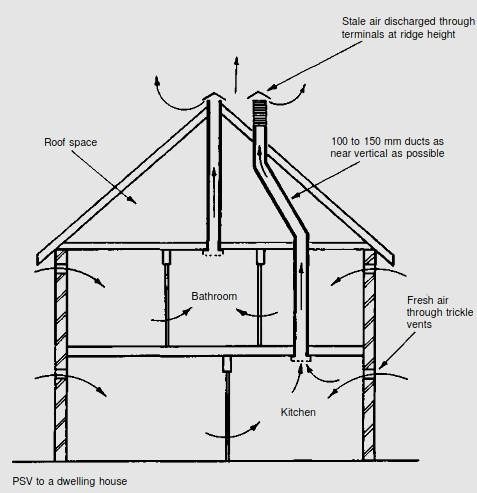 Stale air discharged through
terminals at ridge height
Roof space
100 to 150 mm ducts as
near vertical as possible
Bathroom
Fresh air
through trickle
vents
Kitchen
PSV to a dwelling house